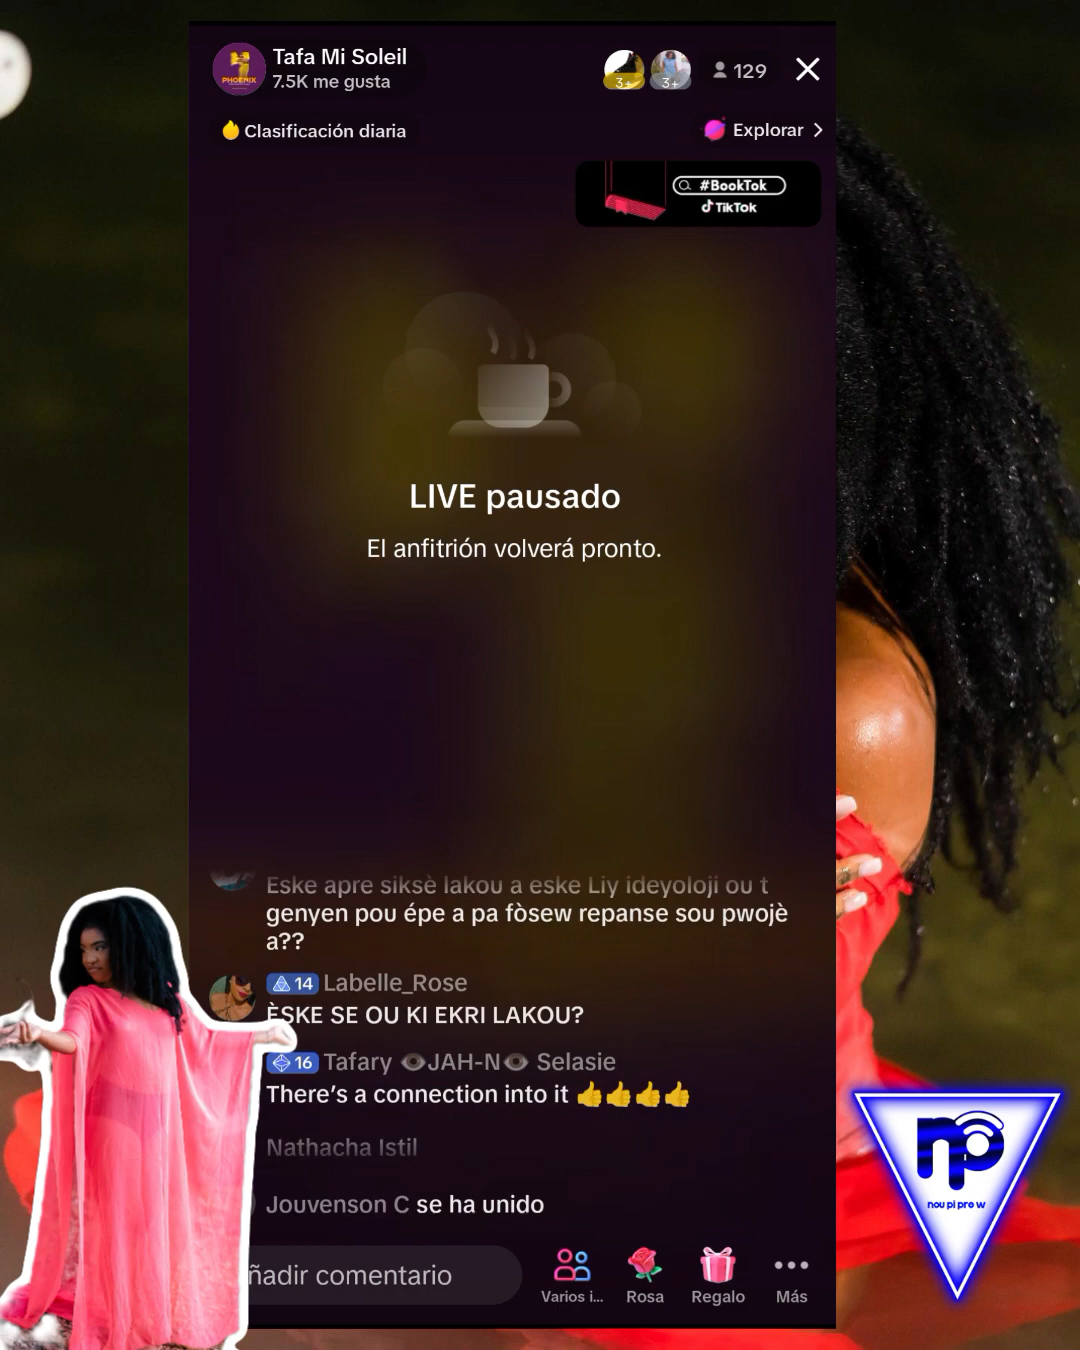 Tafa Mi Soleil
7.5K me gusta
PHOENIX
3+
3+
129
Clasificación diaria
Explorar
#BookTok
TikTok
LIVE pausado
El anfitrión volverá pronto.
Eske apre siksè lakou a eske Liy ideyoloji ou t
genyen pou épe a pa fòsew repanse sou pwojè
a??
14 Labelle_Rose
ÈSKE SE OU KI EKRI LAKOU?
16 Tafary 👁JAH-N👁 Selasie
There's a connection into it 👍👍👍👍
Nathacha Istil
Jouvenson C se ha unido
ñadir comentario
Varios i...
Rosa
Regalo
Más
np
nou pi pre w